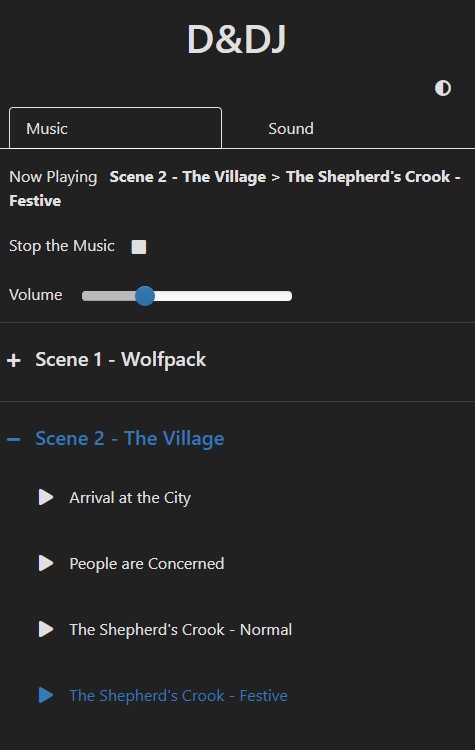 D&DJ
Music
Sound
Now Playing Scene 2 - The Village > The Shepherd's Crook -
Festive
Stop the Music
Volume
+ Scene 1 - Wolfpack
− Scene 2 - The Village
Arrival at the City
People are Concerned
The Shepherd's Crook - Normal
The Shepherd's Crook - Festive